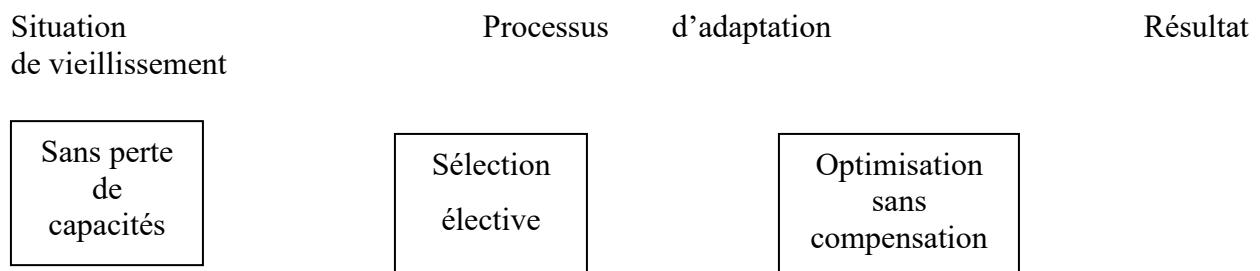 Situation Processus d’adaptation Résultat
de vieillissement
Sans perte
de
capacités
Sélection
élective
Optimisation
sans
compensation